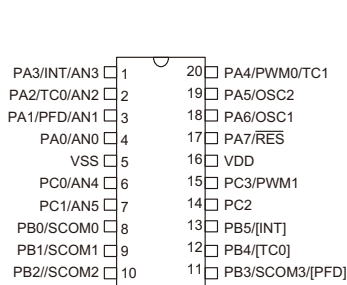 PA3/INT/AN3 1 20 PA4/PWM0/TC1
PA2/TC0/AN2 2 19 PA5/OSC2
PA1/PFD/AN1 3 18 PA6/OSC1
PA0/AN0 4 17 PA7/RES
VSS 5 16 VDD
PC0/AN4 6 15 PC3/PWM1
PC1/AN5 7 14 PC2
PB0/SCOM0 8 13 PB5/[INT]
PB1/SCOM1 9 12 PB4/[TC0]
PB2//SCOM2 10 11 PB3/SCOM3/[PFD]